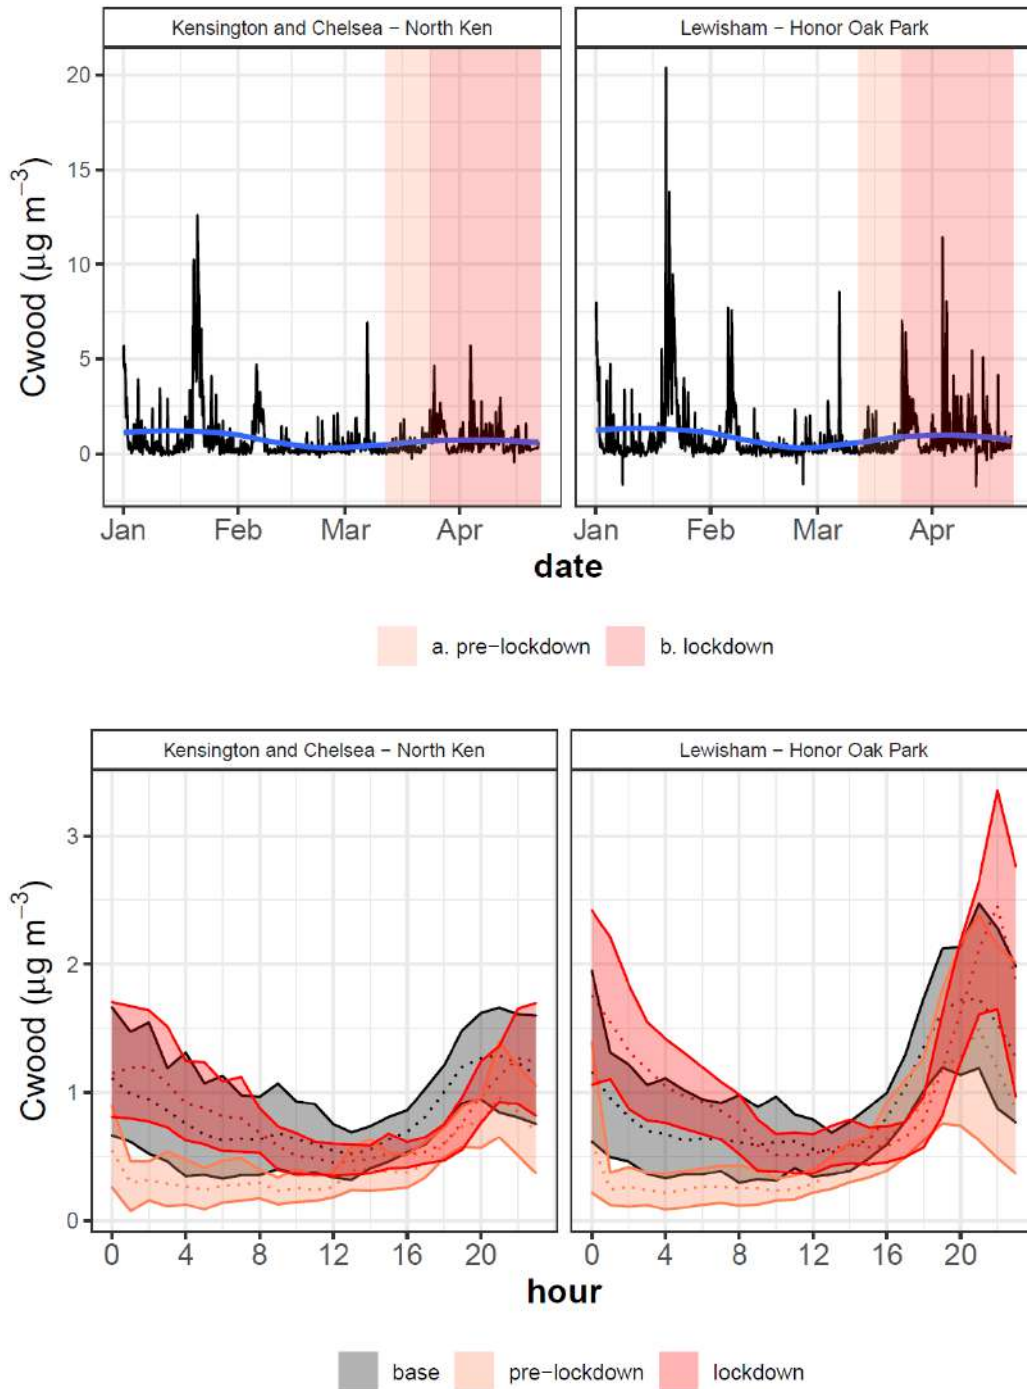 Kensington and Chelsea − North Ken
Lewisham − Honor Oak Park
Cwood (µg m⁻³)
20
15
10
5
0
Jan Feb Mar Apr
Jan Feb Mar Apr
date
a. pre−lockdown b. lockdown
Kensington and Chelsea − North Ken
Lewisham − Honor Oak Park
Cwood (µg m⁻³)
3
2
1
0
0 4 8 12 16 20
0 4 8 12 16 20
hour
base pre−lockdown lockdown